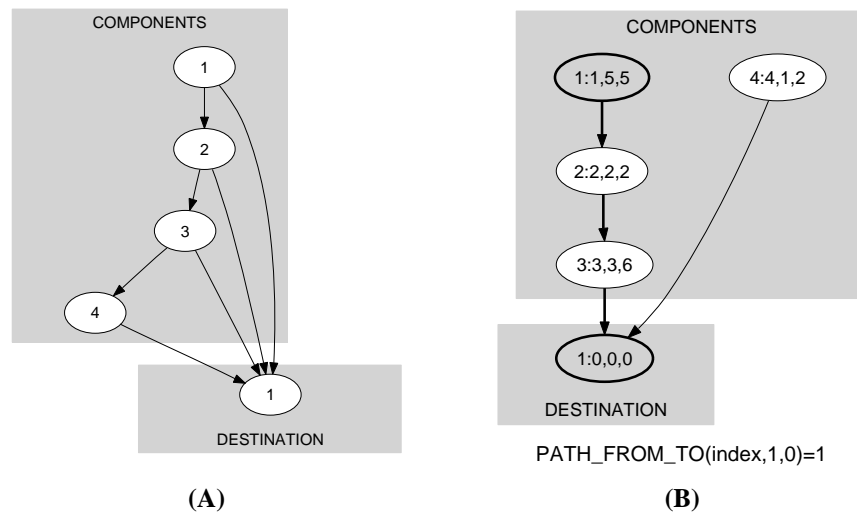 COMPONENTS
1
2
3
4
1
DESTINATION
(A)
COMPONENTS
1:1,5,5
4:4,1,2
2:2,2,2
3:3,3,6
1:0,0,0
DESTINATION
PATH_FROM_TO(index,1,0)=1
(B)